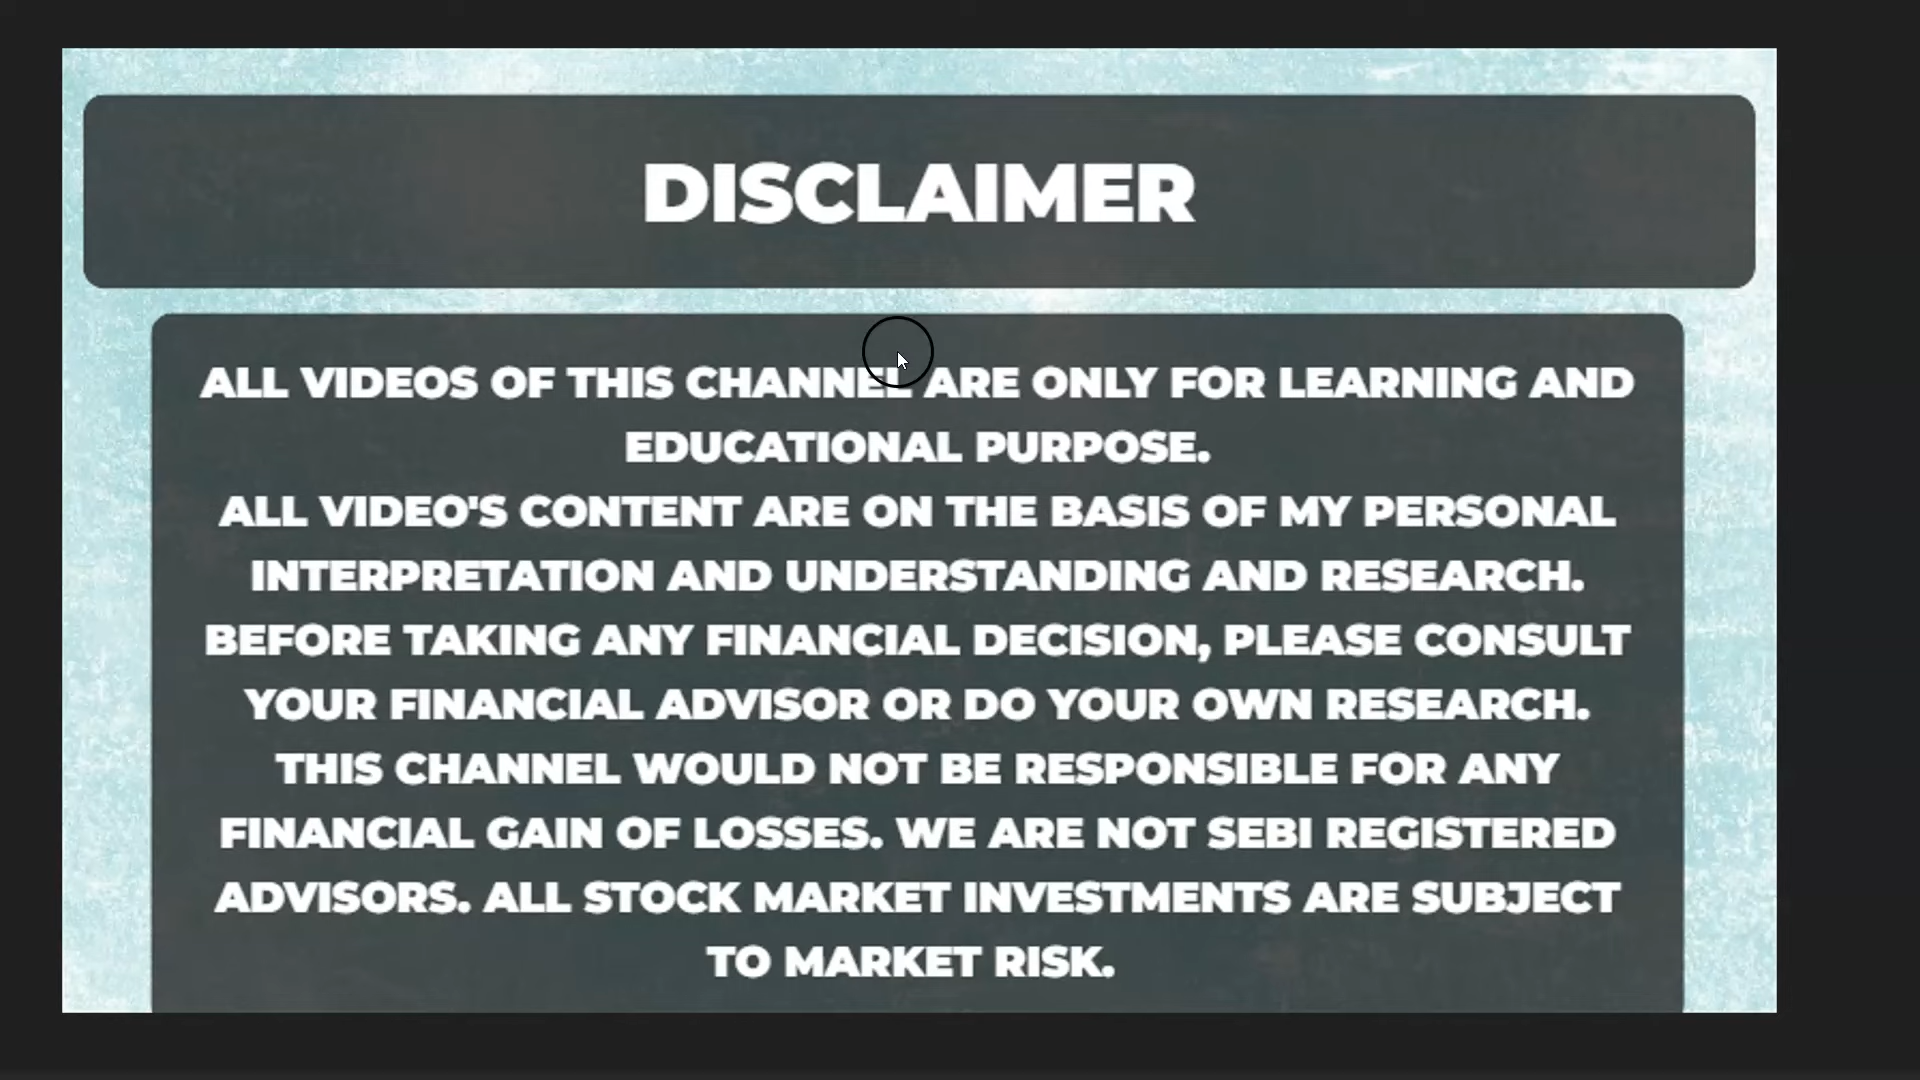 DISCLAIMER
ALL VIDEOS OF THIS CHANNEL ARE ONLY FOR LEARNING AND
EDUCATIONAL PURPOSE.
ALL VIDEO'S CONTENT ARE ON THE BASIS OF MY PERSONAL
INTERPRETATION AND UNDERSTANDING AND RESEARCH.
BEFORE TAKING ANY FINANCIAL DECISION, PLEASE CONSULT
YOUR FINANCIAL ADVISOR OR DO YOUR OWN RESEARCH.
THIS CHANNEL WOULD NOT BE RESPONSIBLE FOR ANY
FINANCIAL GAIN OF LOSSES. WE ARE NOT SEBI REGISTERED
ADVISORS. ALL STOCK MARKET INVESTMENTS ARE SUBJECT
TO MARKET RISK.